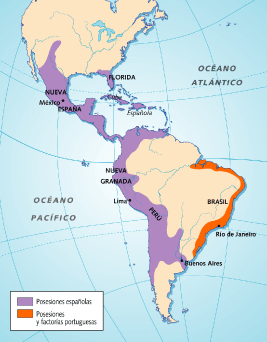 OCÉANO
ATLÁNTICO
FLORIDA
NUEVA
México
ESPAÑA
Cuba
Española
NUEVA
GRANADA
OCÉANO
PACÍFICO
Lima
PERÚ
BRASIL
Río de Janeiro
Buenos Aires
Posesiones españolas
Posesiones
y factorías portuguesas